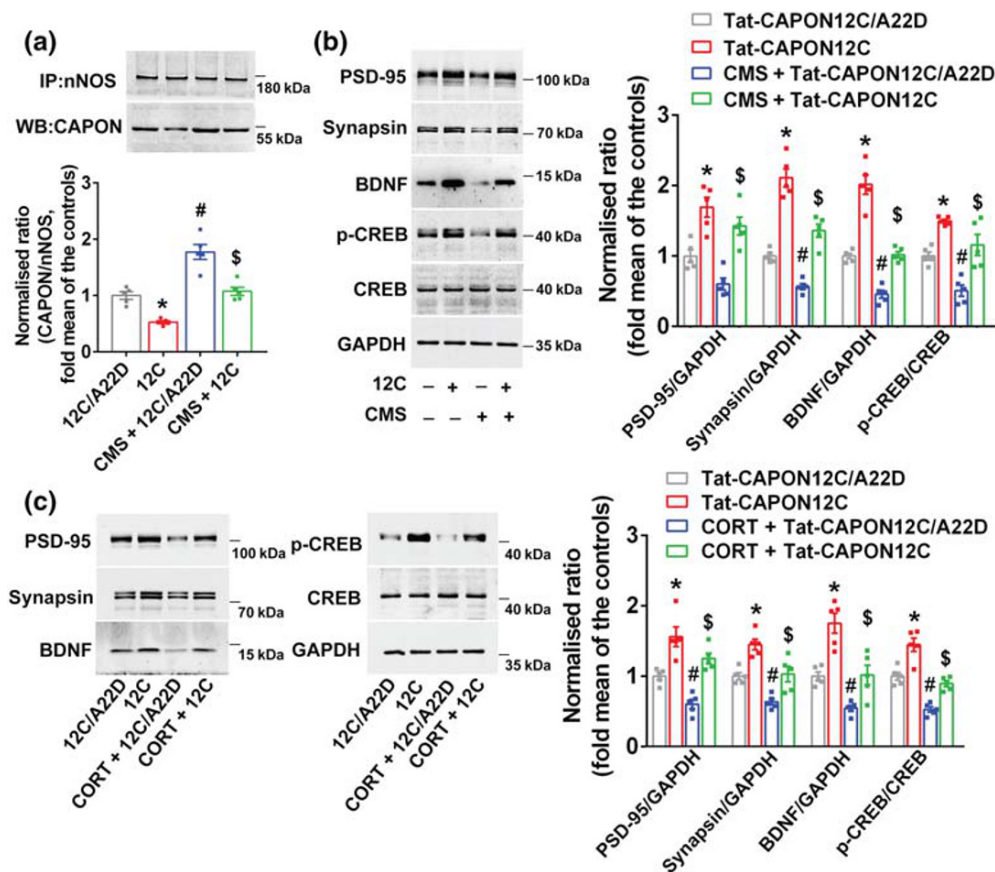 (a)
IP:nNOS
180 kDa
WB:CAPON
55 kDa
Normalised ratio
(CAPON/nNOS,
fold mean of the controls)
2
1
0
*
#
$
12C/A22D
12C
CMS + 12C/A22D
CMS + 12C
(b)
PSD-95
100 kDa
Synapsin
70 kDa
BDNF
15 kDa
p-CREB
40 kDa
CREB
40 kDa
GAPDH
35 kDa
12C − + − +
CMS − − + +
Tat-CAPON12C/A22D
Tat-CAPON12C
CMS + Tat-CAPON12C/A22D
CMS + Tat-CAPON12C
Normalised ratio
(fold mean of the controls)
3
2
1
0
* $
* # $
* # $
* # $
PSD-95/GAPDH
Synapsin/GAPDH
BDNF/GAPDH
p-CREB/CREB
(c)
PSD-95
100 kDa
Synapsin
70 kDa
BDNF
15 kDa
12C/A22D
12C
CORT + 12C/A22D
CORT + 12C
p-CREB
40 kDa
CREB
40 kDa
GAPDH
35 kDa
12C/A22D
12C
CORT + 12C/A22D
CORT + 12C
Tat-CAPON12C/A22D
Tat-CAPON12C
CORT + Tat-CAPON12C/A22D
CORT + Tat-CAPON12C
Normalised ratio
(fold mean of the controls)
3
2
1
0
* # $
* # $
* # $
* # $
PSD-95/GAPDH
Synapsin/GAPDH
BDNF/GAPDH
p-CREB/CREB